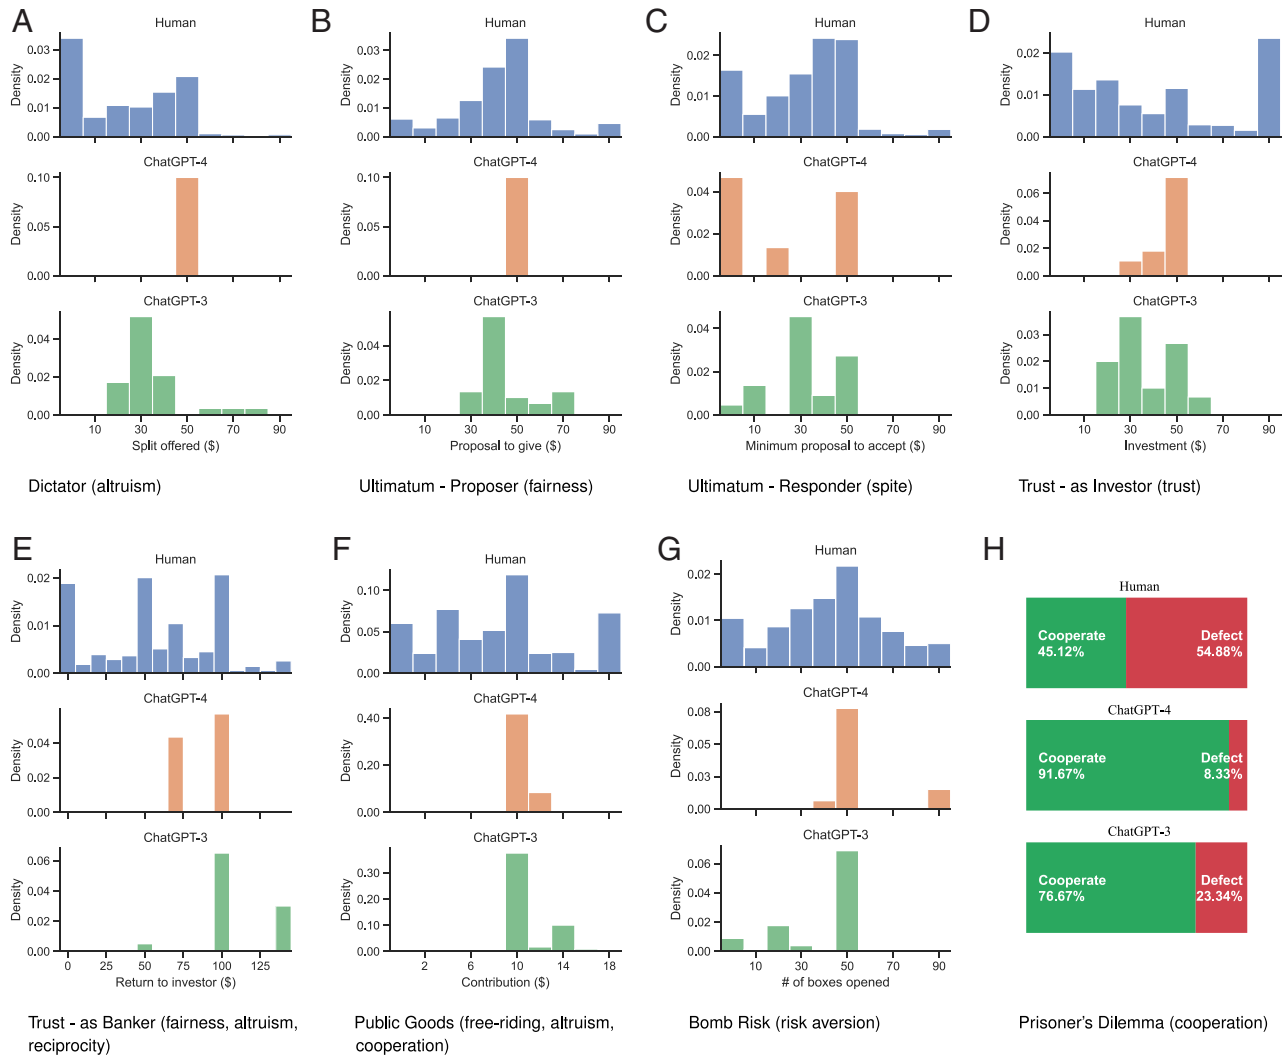 A
Human
Density
0.03
0.02
0.01
0.00
ChatGPT-4
Density
0.10
0.05
0.00
ChatGPT-3
Density
0.04
0.02
0.00
10 30 50 70 90
Split offered ($)
Dictator (altruism)
B
Human
Density
0.03
0.02
0.01
0.00
ChatGPT-4
Density
0.10
0.05
0.00
ChatGPT-3
Density
0.04
0.02
0.00
10 30 50 70 90
Proposal to give ($)
Ultimatum - Proposer (fairness)
C
Human
Density
0.02
0.01
0.00
ChatGPT-4
Density
0.04
0.02
0.00
ChatGPT-3
Density
0.04
0.02
0.00
10 30 50 70 90
Minimum proposal to accept ($)
Ultimatum - Responder (spite)
D
Human
Density
0.02
0.01
0.00
ChatGPT-4
Density
0.06
0.04
0.02
0.00
ChatGPT-3
Density
0.03
0.02
0.01
0.00
10 30 50 70 90
Investment ($)
Trust - as Investor (trust)
E
Human
Density
0.02
0.01
0.00
ChatGPT-4
Density
0.04
0.02
0.00
ChatGPT-3
Density
0.06
0.04
0.02
0.00
0 25 50 75 100 125
Return to investor ($)
Trust - as Banker (fairness, altruism,
reciprocity)
F
Human
Density
0.10
0.05
0.00
ChatGPT-4
Density
0.40
0.20
0.00
ChatGPT-3
Density
0.30
0.20
0.10
0.00
2 6 10 14 18
Contribution ($)
Public Goods (free-riding, altruism,
cooperation)
G
Human
Density
0.02
0.01
0.00
ChatGPT-4
Density
0.08
0.05
0.03
0.00
ChatGPT-3
Density
0.06
0.04
0.02
0.00
10 30 50 70 90
# of boxes opened
Bomb Risk (risk aversion)
H
Human
Cooperate Defect
45.12% 54.88%
ChatGPT-4
Cooperate Defect
91.67% 8.33%
ChatGPT-3
Cooperate Defect
76.67% 23.34%
Prisoner's Dilemma (cooperation)